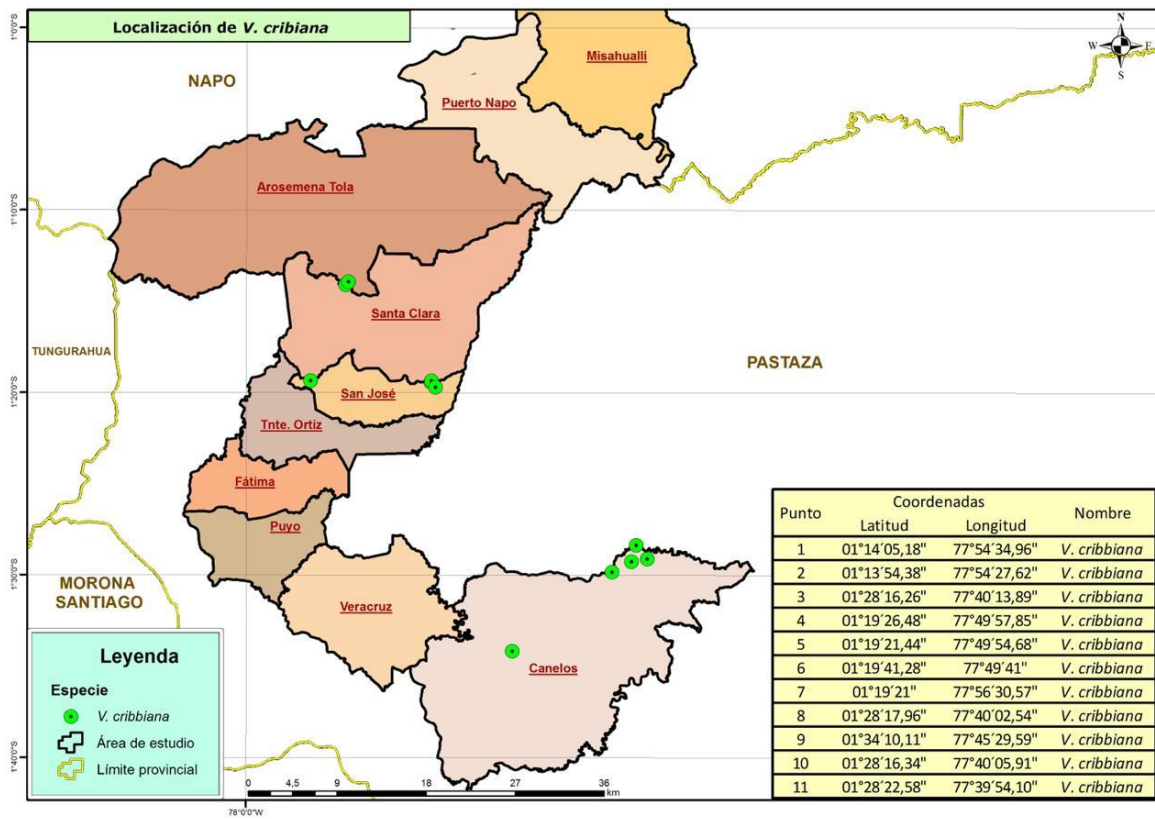 Localización de V. cribiana
N
W E
S
1°0'0"S
NAPO
Misahualli
Puerto Napo
Arosemena Tola
1°10'0"S
Santa Clara
TUNGURAHUA
PASTAZA
1°20'0"S
San José
Tnte. Ortiz
Fátima
Puyo
1°30'0"S
MORONA
SANTIAGO
Veracruz
Canelos
1°40'0"S
78°0'0"W
Leyenda
Especie
V. cribbiana
Área de estudio
Límite provincial
0 4,5 9 18 27 36
km
Punto Coordenadas Nombre
Latitud Longitud
1 01°14´05,18" 77°54´34,96" V. cribbiana
2 01°13´54,38" 77°54´27,62" V. cribbiana
3 01°28´16,26" 77°40´13,89" V. cribbiana
4 01°19´26,48" 77°49´57,85" V. cribbiana
5 01°19´21,44" 77°49´54,68" V. cribbiana
6 01°19´41,28" 77°49´41" V. cribbiana
7 01°19´21" 77°56´30,57" V. cribbiana
8 01°28´17,96" 77°40´02,54" V. cribbiana
9 01°34´10,11" 77°45´29,59" V. cribbiana
10 01°28´16,34" 77°40´05,91" V. cribbiana
11 01°28´22,58" 77°39´54,10" V. cribbiana